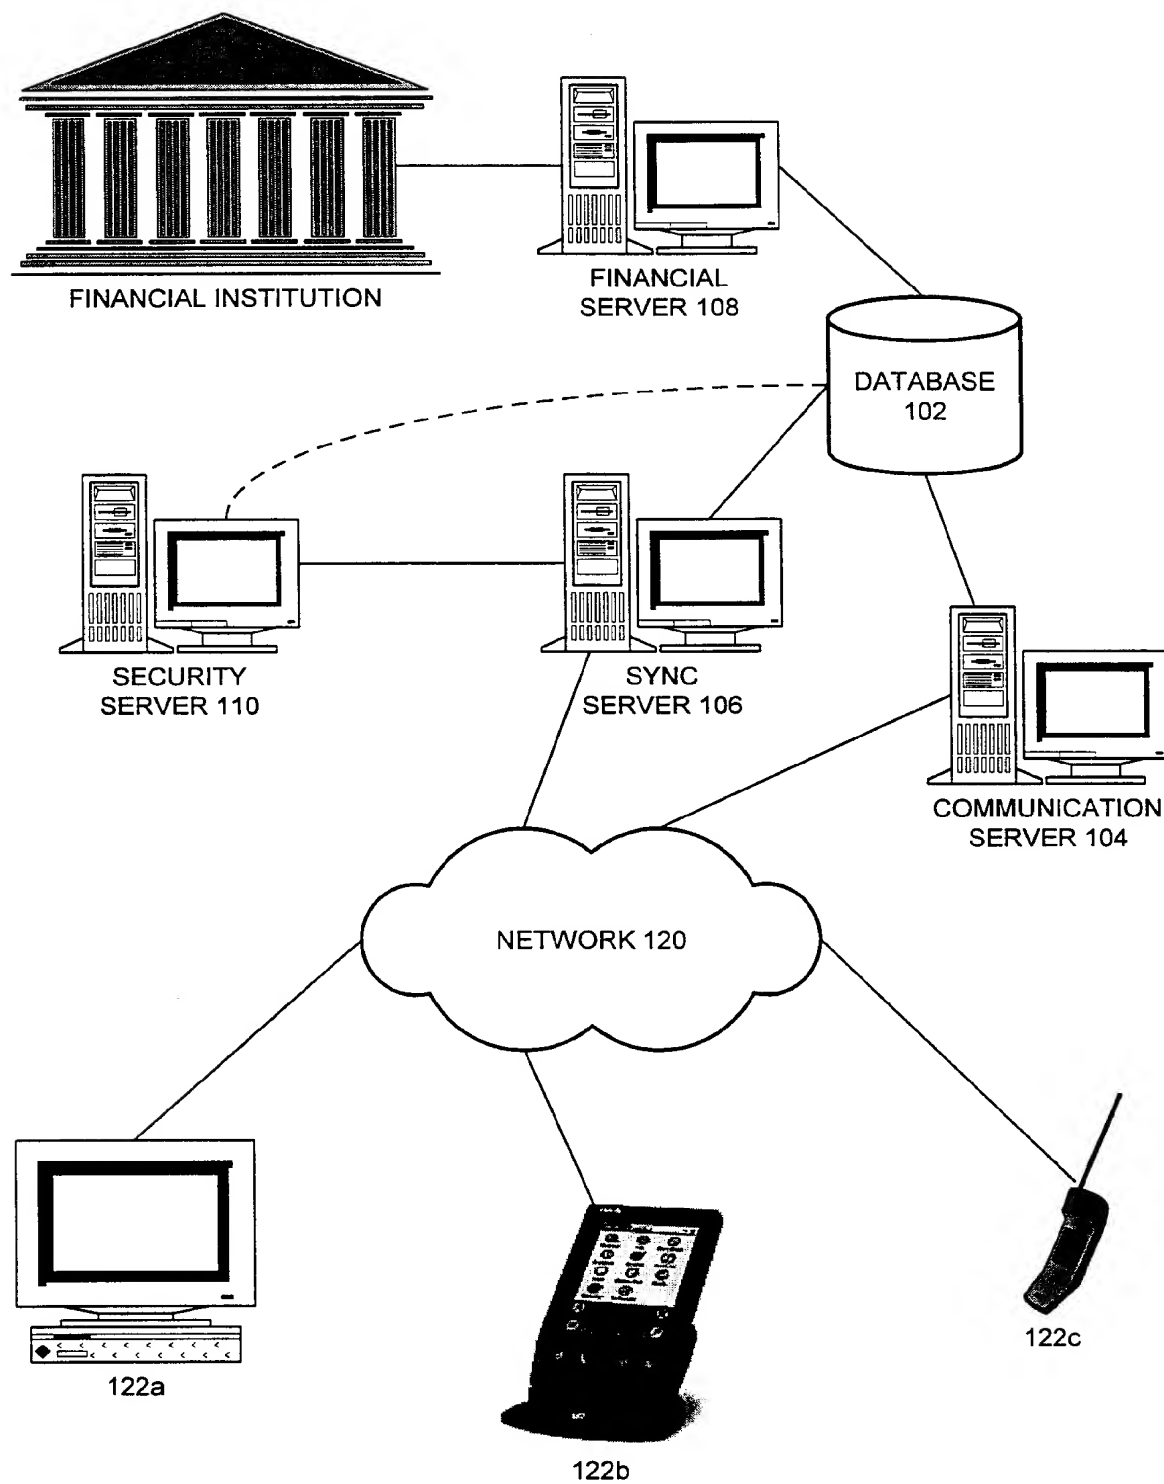 FINANCIAL INSTITUTION
FINANCIAL
SERVER 108
DATABASE
102
SECURITY
SERVER 110
SYNC
SERVER 106
COMMUNICATION
SERVER 104
NETWORK 120
122a
122b
122c